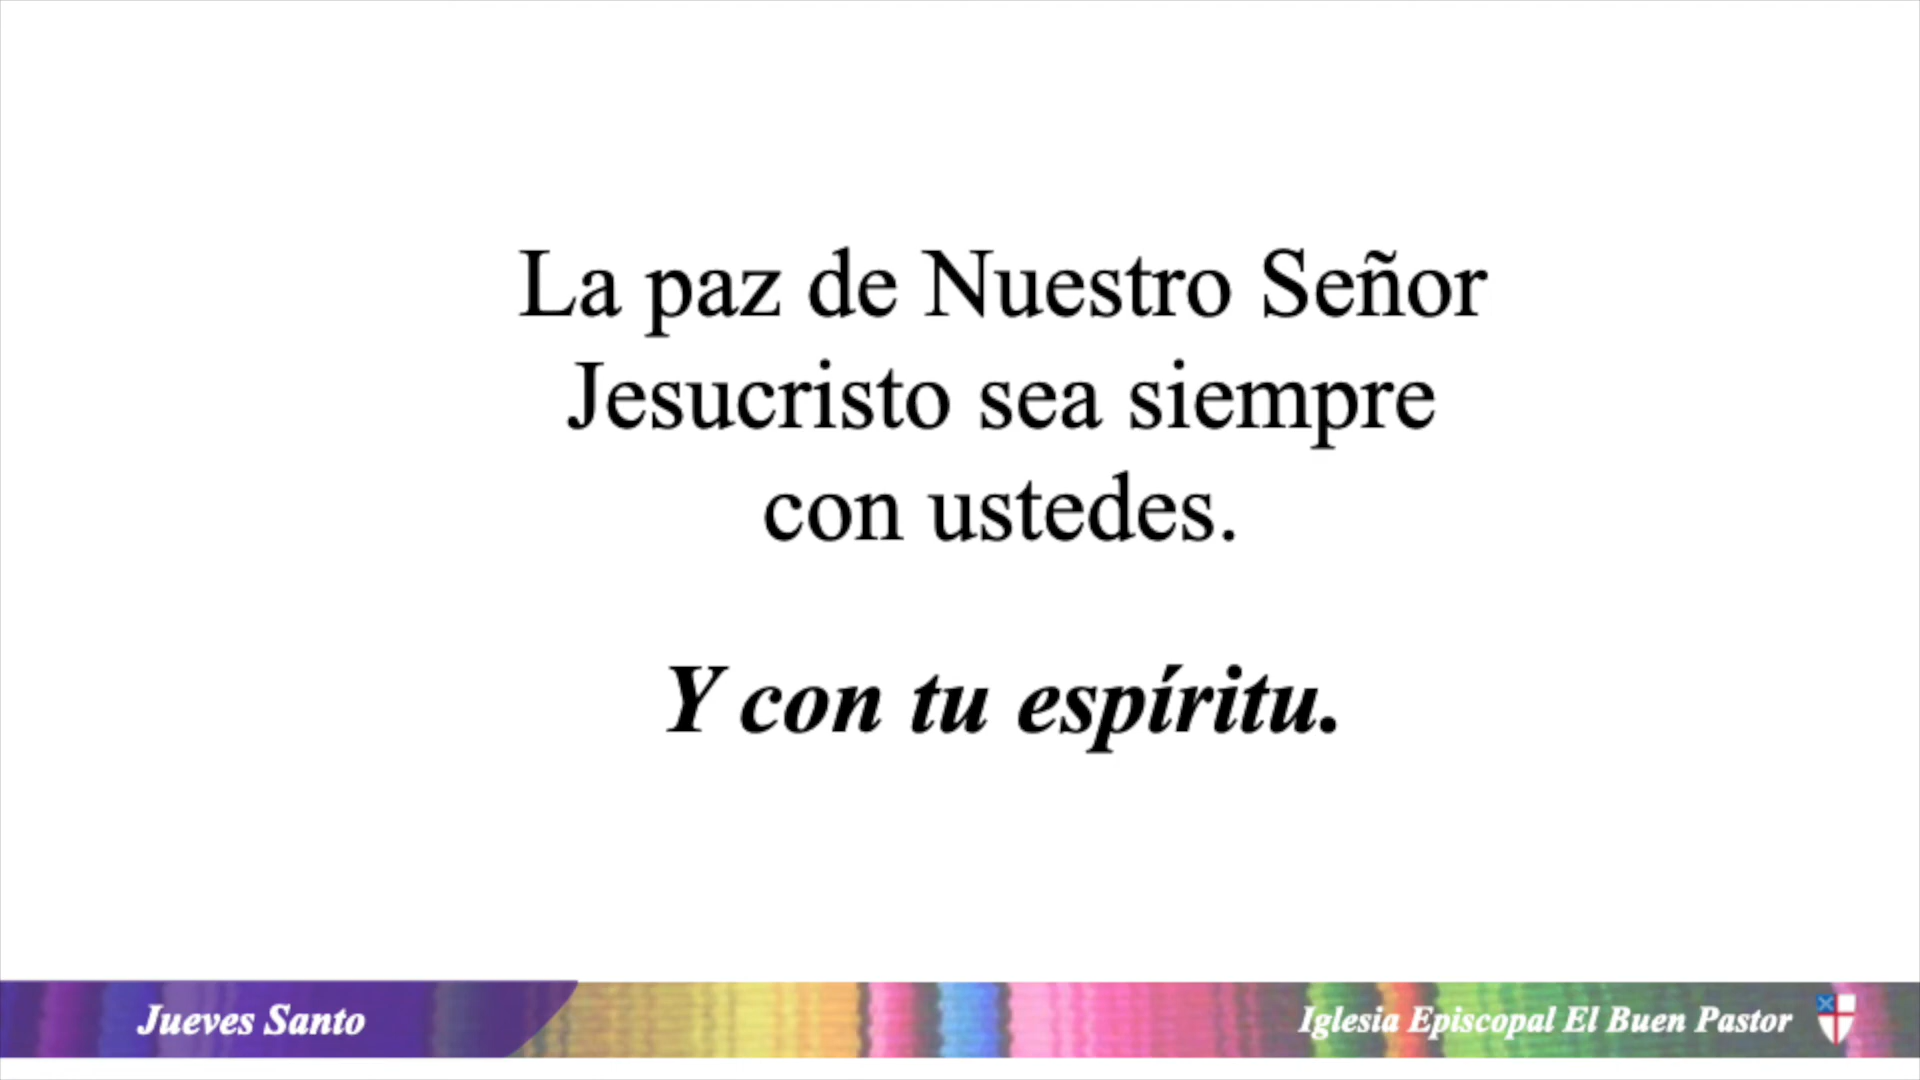 La paz de Nuestro Señor
Jesucristo sea siempre
con ustedes.
Y con tu espíritu.
Jueves Santo
Iglesia Episcopal El Buen Pastor